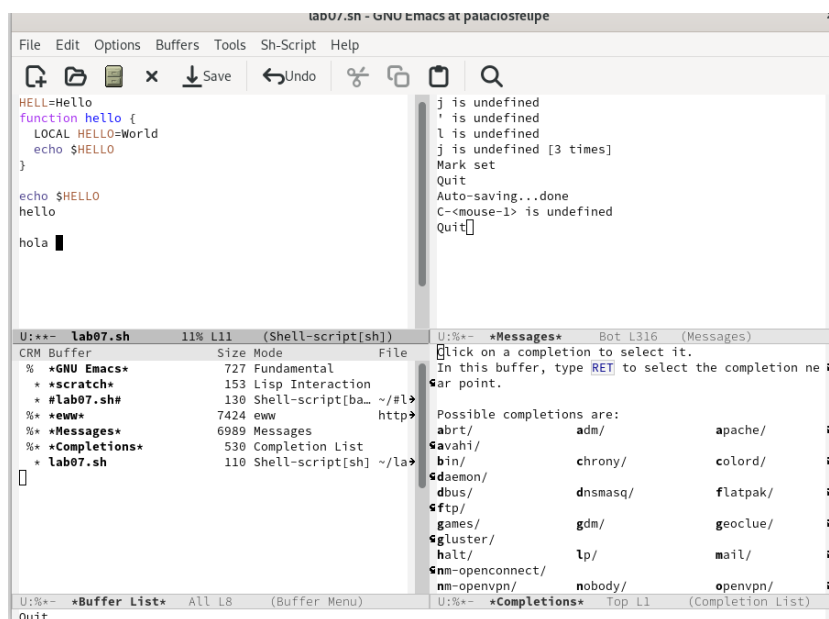 lab07.sh - GNU Emacs at palaciosfelipe
File Edit Options Buffers Tools Sh-Script Help
Save Undo
HELL=Hello
function hello {
  LOCAL HELLO=World
  echo $HELLO
}
echo $HELLO
hello
hola
U:**-  lab07.sh       11% L11    (Shell-script[sh])
j is undefined
' is undefined
l is undefined
j is undefined [3 times]
Mark set
Quit
Auto-saving...done
C-<mouse-1> is undefined
Quit
U:%*-  *Messages*     Bot L316   (Messages)
CRM Buffer                Size Mode             File
 %  *GNU Emacs*            727 Fundamental
  * *scratch*              153 Lisp Interaction
  * #lab07.sh#             130 Shell-script[ba… ~/#l
 %* *eww*                 7424 eww              http
 %* *Messages*            6989 Messages
 %* *Completions*          530 Completion List
  * lab07.sh               110 Shell-script[sh] ~/la
U:%*-  *Buffer List*   All L8     (Buffer Menu)
Click on a completion to select it.
In this buffer, type RET to select the completion ne
ar point.
Possible completions are:
abrt/              adm/               apache/
avahi/
bin/               chrony/            colord/
daemon/
dbus/              dnsmasq/           flatpak/
ftp/
games/             gdm/               geoclue/
gluster/
halt/              lp/                mail/
nm-openconnect/
nm-openvpn/        nobody/            openvpn/
U:%*-  *Completions*   Top L1     (Completion List)
Quit